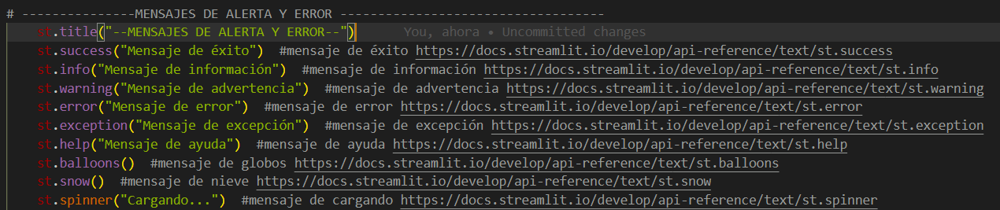 # ---------------MENSAJES DE ALERTA Y ERROR -----------------------------------
st.title("--MENSAJES DE ALERTA Y ERROR--") You, ahora • Uncommitted changes
st.success("Mensaje de éxito") #mensaje de éxito https://docs.streamlit.io/develop/api-reference/text/st.success
st.info("Mensaje de información") #mensaje de información https://docs.streamlit.io/develop/api-reference/text/st.info
st.warning("Mensaje de advertencia") #mensaje de advertencia https://docs.streamlit.io/develop/api-reference/text/st.warning
st.error("Mensaje de error") #mensaje de error https://docs.streamlit.io/develop/api-reference/text/st.error
st.exception("Mensaje de excepción") #mensaje de excepción https://docs.streamlit.io/develop/api-reference/text/st.exception
st.help("Mensaje de ayuda") #mensaje de ayuda https://docs.streamlit.io/develop/api-reference/text/st.help
st.balloons() #mensaje de globos https://docs.streamlit.io/develop/api-reference/text/st.balloons
st.snow() #mensaje de nieve https://docs.streamlit.io/develop/api-reference/text/st.snow
st.spinner("Cargando...") #mensaje de cargando https://docs.streamlit.io/develop/api-reference/text/st.spinner